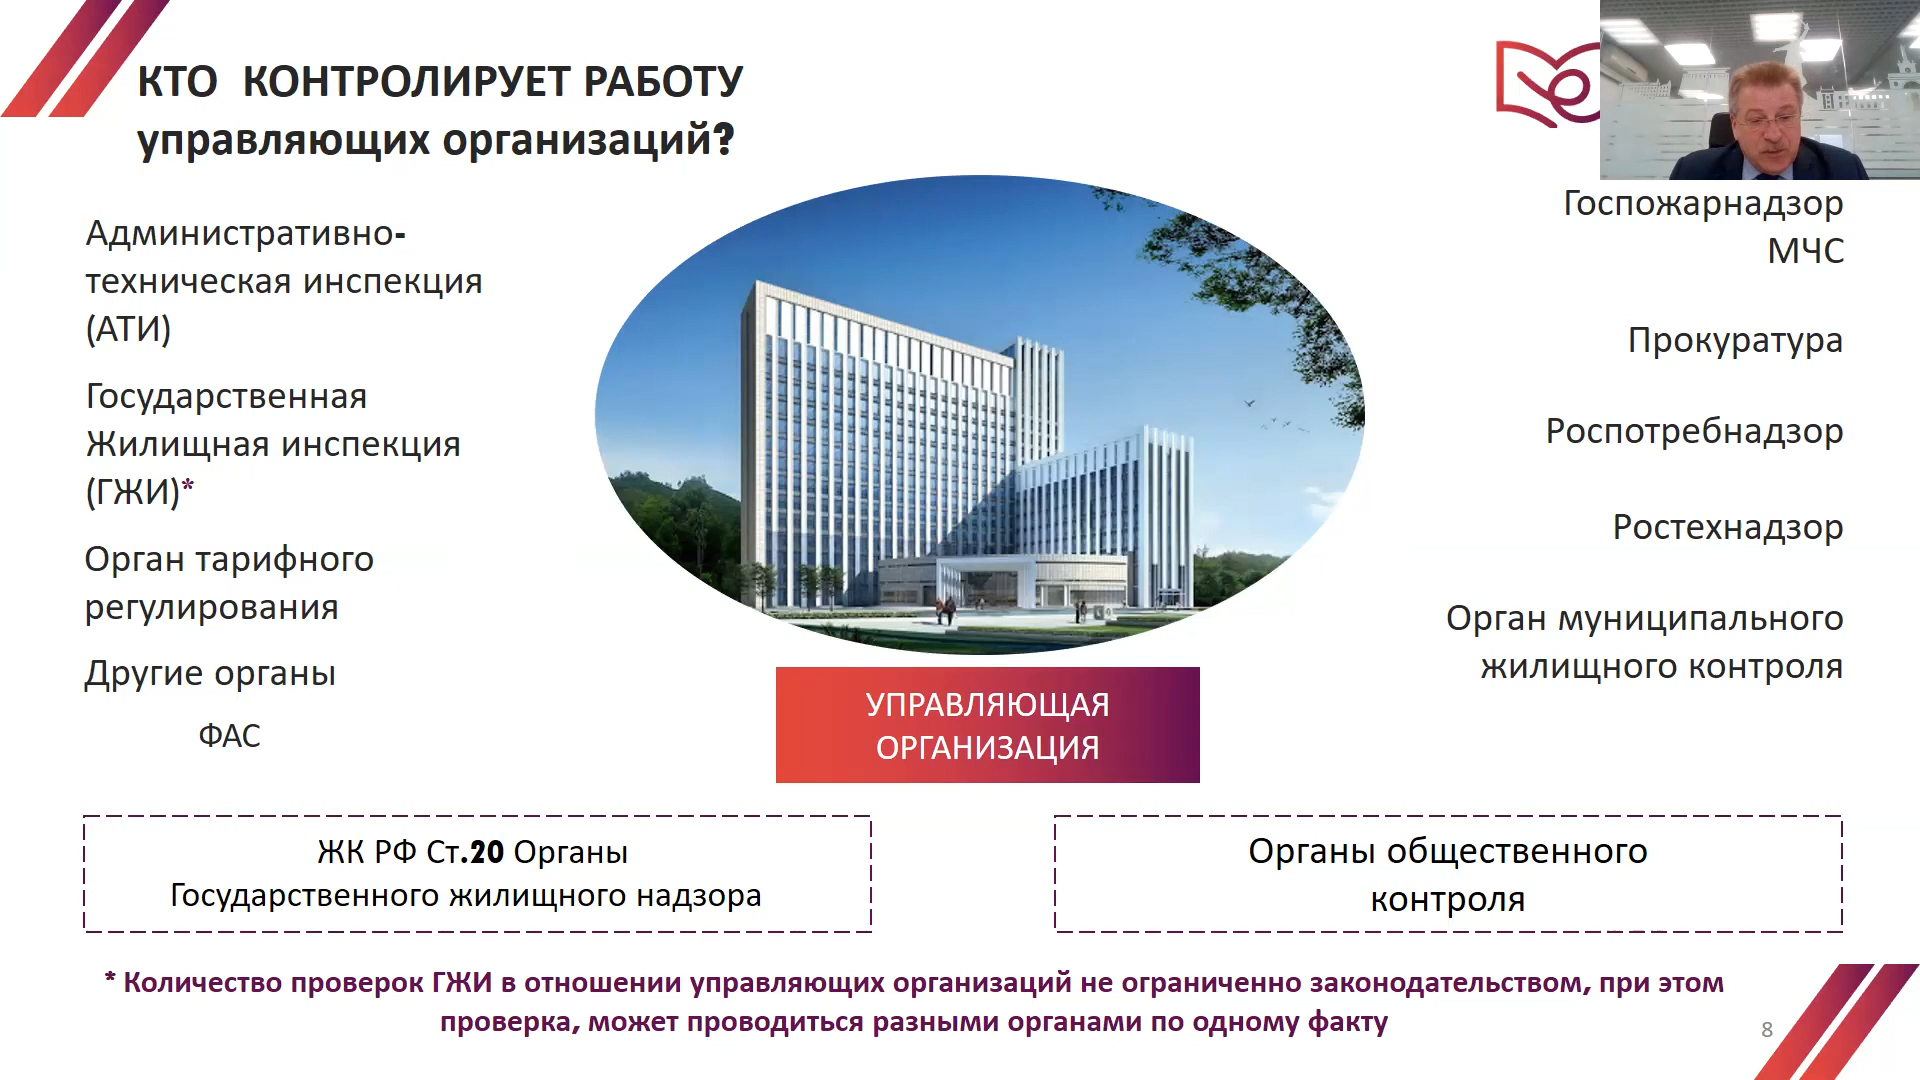 КТО КОНТРОЛИРУЕТ РАБОТУ
управляющих организаций?
Административно-
техническая инспекция
(АТИ)
Государственная
Жилищная инспекция
(ГЖИ)*
Орган тарифного
регулирования
Другие органы
ФАС
Госпожарнадзор
МЧС
Прокуратура
Роспотребнадзор
Ростехнадзор
Орган муниципального
жилищного контроля
УПРАВЛЯЮЩАЯ
ОРГАНИЗАЦИЯ
ЖК РФ Ст.20 Органы
Государственного жилищного надзора
Органы общественного
контроля
* Количество проверок ГЖИ в отношении управляющих организаций не ограниченно законодательством, при этом
проверка, может проводиться разными органами по одному факту
8